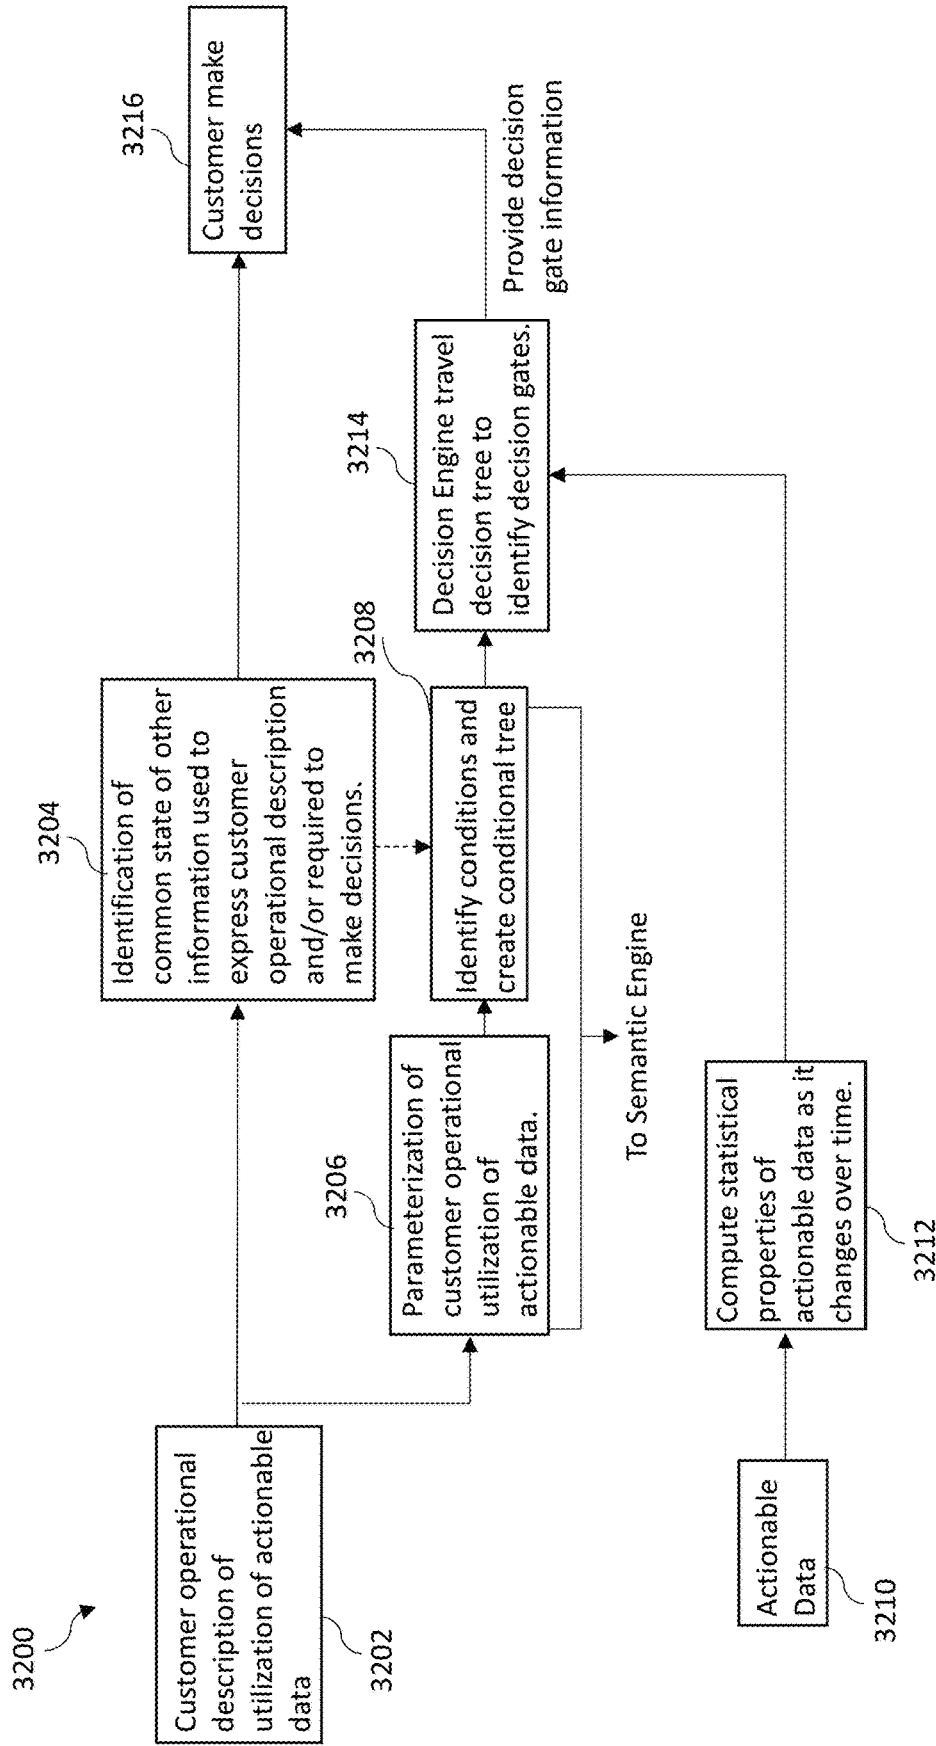 3200
Customer operational
description of
utilization of actionable
data
3202
3204
Identification of
common state of other
information used to
express customer
operational description
and/or required to
make decisions.
3216
Customer make
decisions
3206
Parameterization of
customer operational
utilization of
actionable data.
3208
Identify conditions and
create conditional tree
3214
Decision Engine travel
decision tree to
identify decision gates.
Provide decision
gate information
To Semantic Engine
Actionable
Data
3210
Compute statistical
properties of
actionable data as it
changes over time.
3212